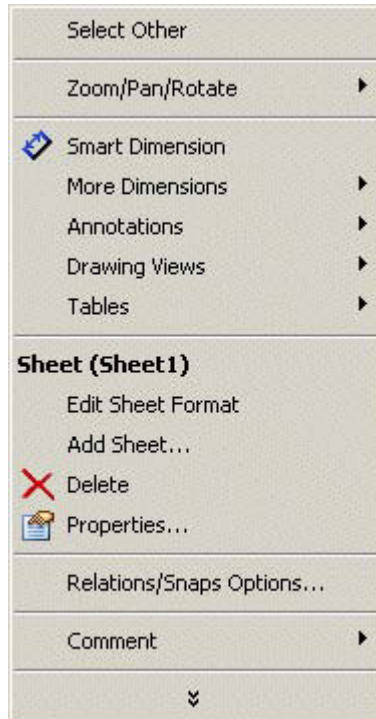 Select Other
Zoom/Pan/Rotate
Smart Dimension
More Dimensions
Annotations
Drawing Views
Tables
Sheet (Sheet1)
Edit Sheet Format
Add Sheet...
Delete
Properties...
Relations/Snaps Options...
Comment